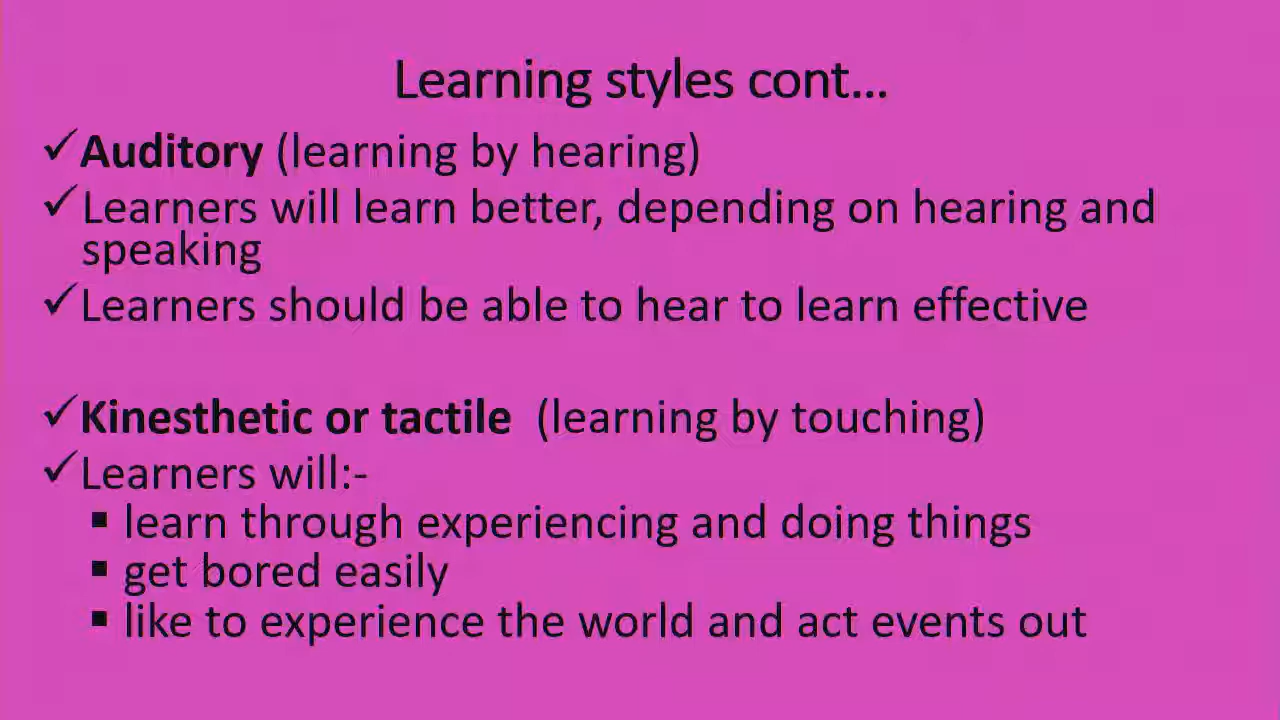 Learning styles cont...
✓Auditory (learning by hearing)
✓Learners will learn better, depending on hearing and
speaking
✓Learners should be able to hear to learn effective
✓Kinesthetic or tactile (learning by touching)
✓Learners will:-
▪ learn through experiencing and doing things
▪ get bored easily
▪ like to experience the world and act events out